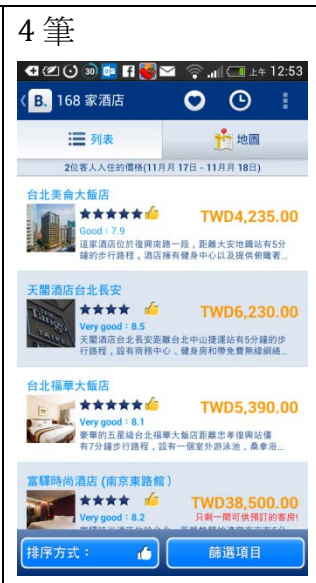 4 筆
30 上午 12:53
B. 168 家酒店
列表 地圖
2位客人入住的價格(11月月 17日 - 11月月 18日)
台北美侖大飯店
TWD4,235.00
Good：7.9
這家酒店位於復興南路一段，距離大安地鐵站有5分
鐘的步行路程，酒店擁有健身中心以及提供俯瞰著...
天閣酒店台北長安
TWD6,230.00
Very good：8.5
天閣酒店台北長安距離台北中山捷運站有5分鐘的步
行路程，設有商務中心、健身房和帶免費無線網絡...
台北福華大飯店
TWD5,390.00
Very good：8.1
豪華的五星級台北福華大飯店距離忠孝復興站僅
有7分鐘步行路程，設有一個室外游泳池，桑拿浴...
富驛時尚酒店 (南京東路館)
TWD38,500.00
Very good：8.2 只剩一間可供預訂的客房!
排序方式： 篩選項目